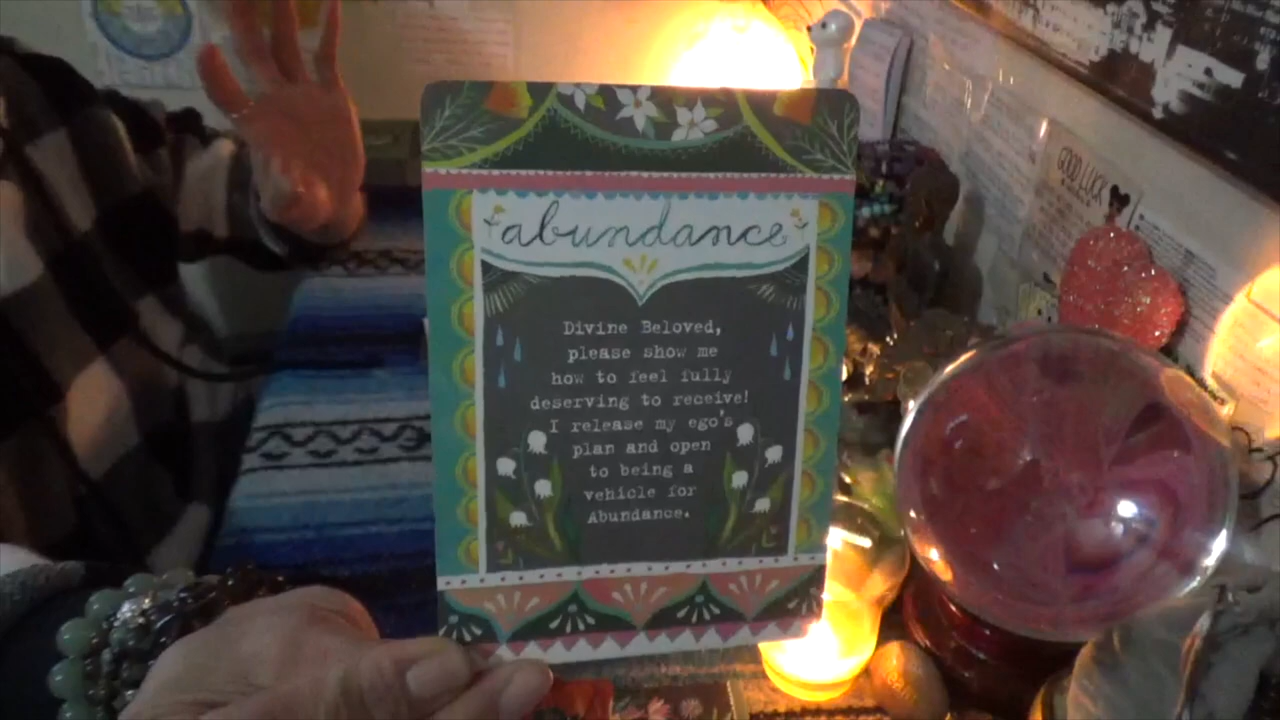 abundance
Divine Beloved,
please show me
how to feel fully
deserving to receive!
I release my ego's
plan and open
to being a
vehicle for
Abundance.
GOOD LUCK